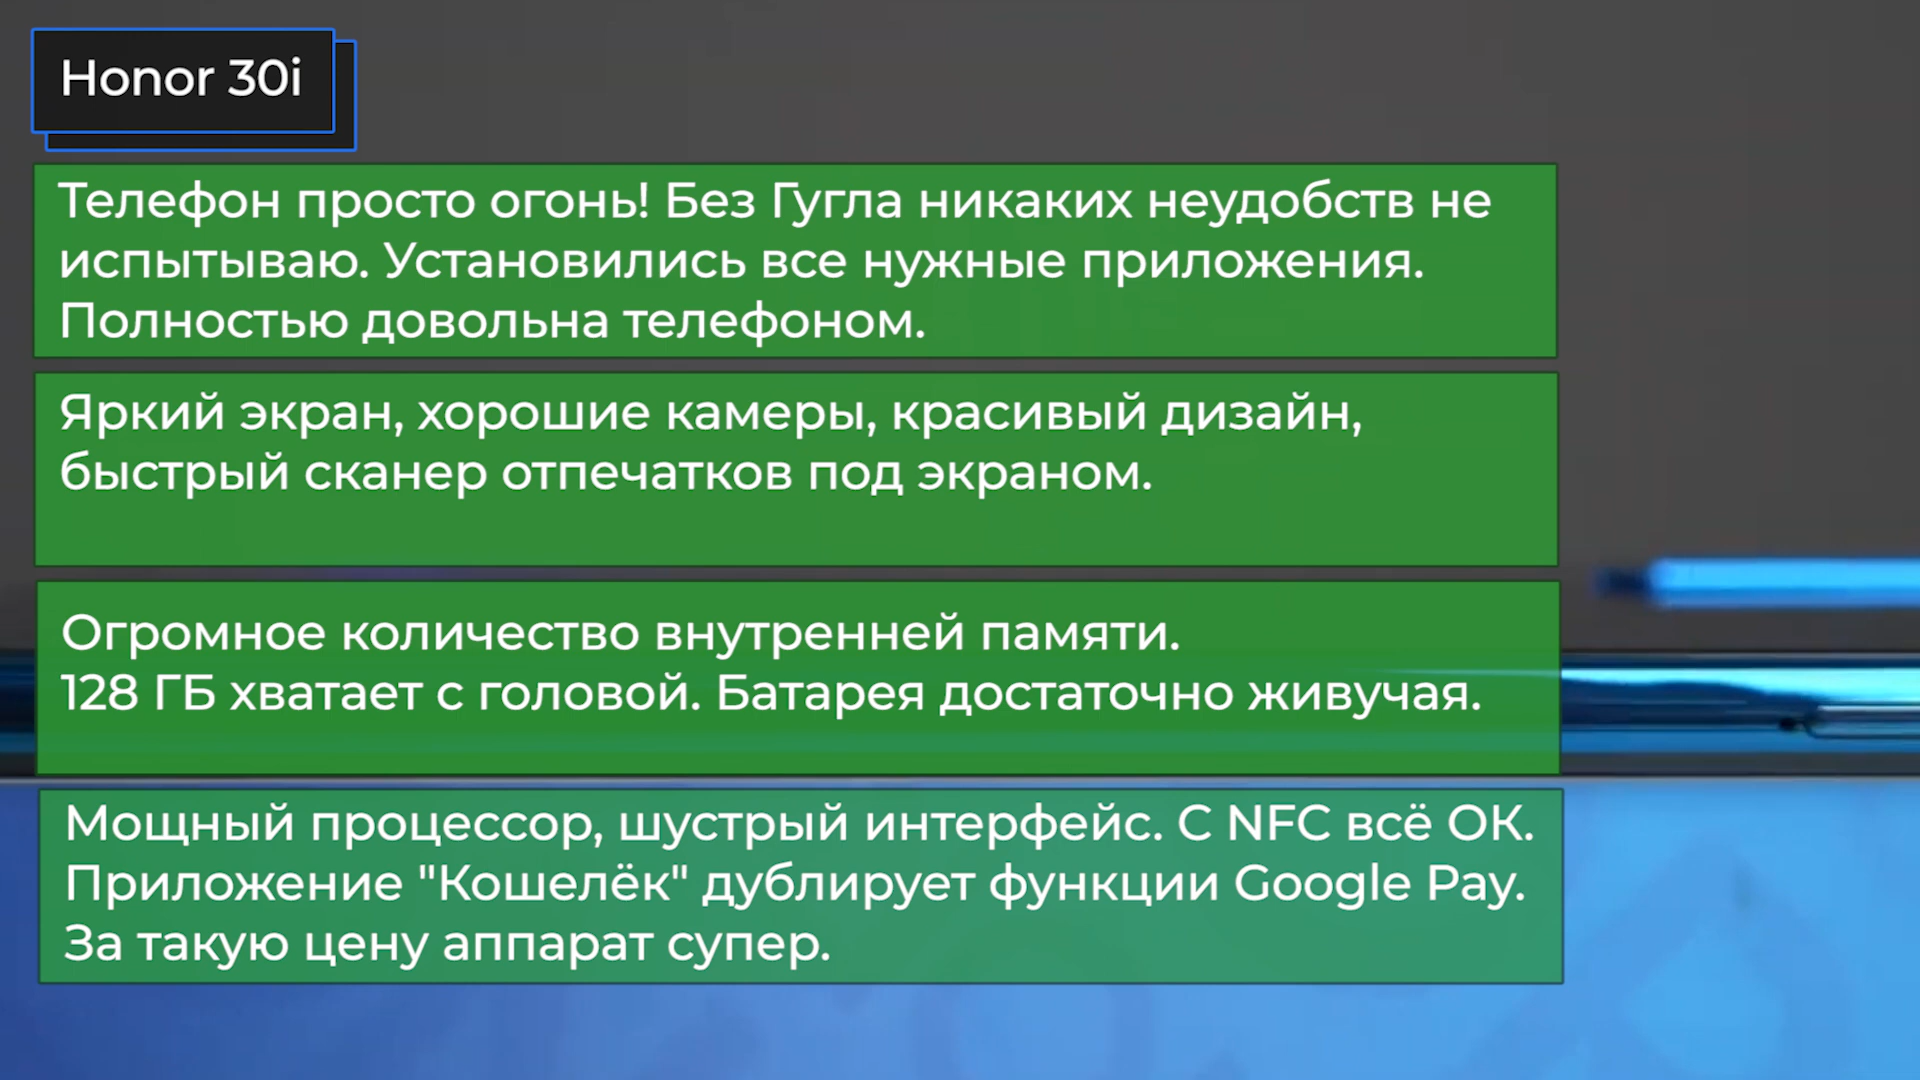 Honor 30i
Телефон просто огонь! Без Гугла никаких неудобств не
испытываю. Установились все нужные приложения.
Полностью довольна телефоном.
Яркий экран, хорошие камеры, красивый дизайн,
быстрый сканер отпечатков под экраном.
Огромное количество внутренней памяти.
128 ГБ хватает с головой. Батарея достаточно живучая.
Мощный процессор, шустрый интерфейс. С NFC всё ОК.
Приложение "Кошелёк" дублирует функции Google Pay.
За такую цену аппарат супер.